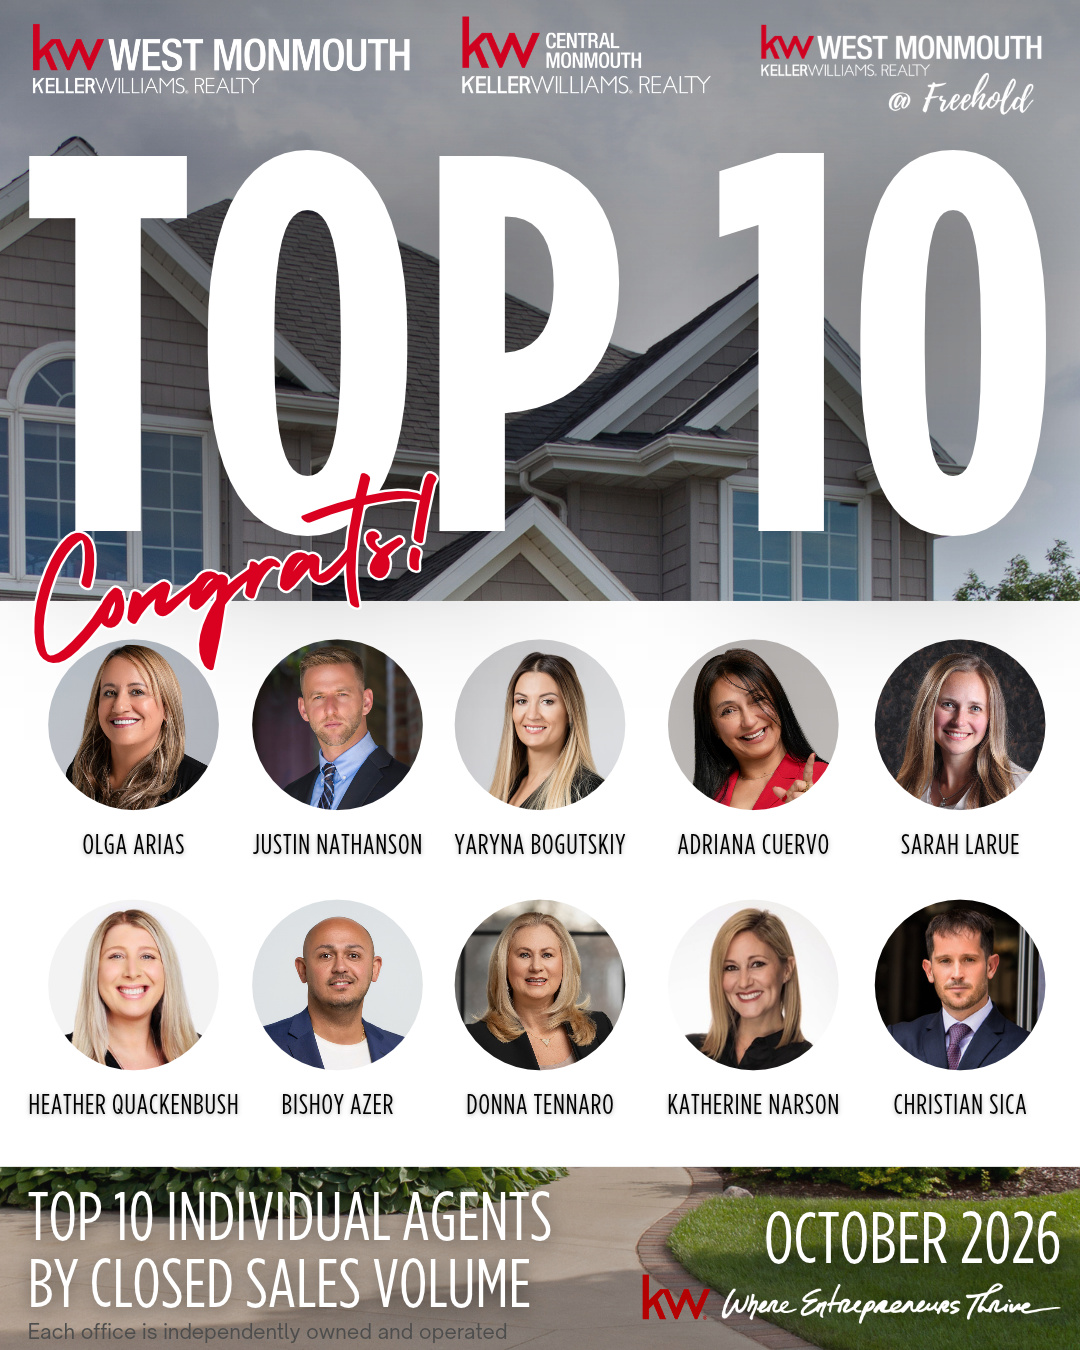 kw WEST MONMOUTH
KELLERWILLIAMS. REALTY
kw CENTRAL
MONMOUTH
KELLERWILLIAMS. REALTY
kw WEST MONMOUTH
KELLERWILLIAMS. REALTY
@ Freehold
TOP 10
Congrats!
OLGA ARIAS
JUSTIN NATHANSON
YARYNA BOGUTSKIY
ADRIANA CUERVO
SARAH LARUE
HEATHER QUACKENBUSH
BISHOY AZER
DONNA TENNARO
KATHERINE NARSON
CHRISTIAN SICA
TOP 10 INDIVIDUAL AGENTS
BY CLOSED SALES VOLUME
Each office is independently owned and operated
OCTOBER 2026
kw Where Entrepreneurs Thrive